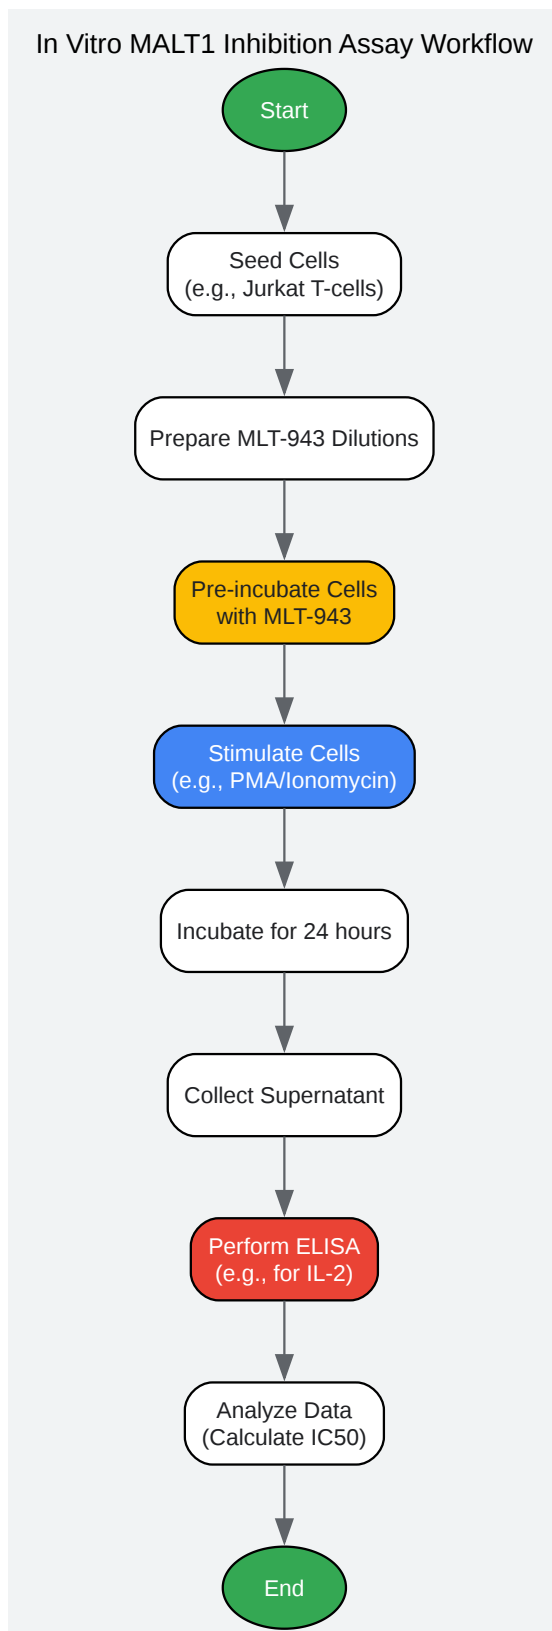 In Vitro MALT1 Inhibition Assay Workflow
Start
Seed Cells
(e.g., Jurkat T-cells)
Prepare MLT-943 Dilutions
Pre-incubate Cells
with MLT-943
Stimulate Cells
(e.g., PMA/Ionomycin)
Incubate for 24 hours
Collect Supernatant
Perform ELISA
(e.g., for IL-2)
Analyze Data
(Calculate IC50)
End